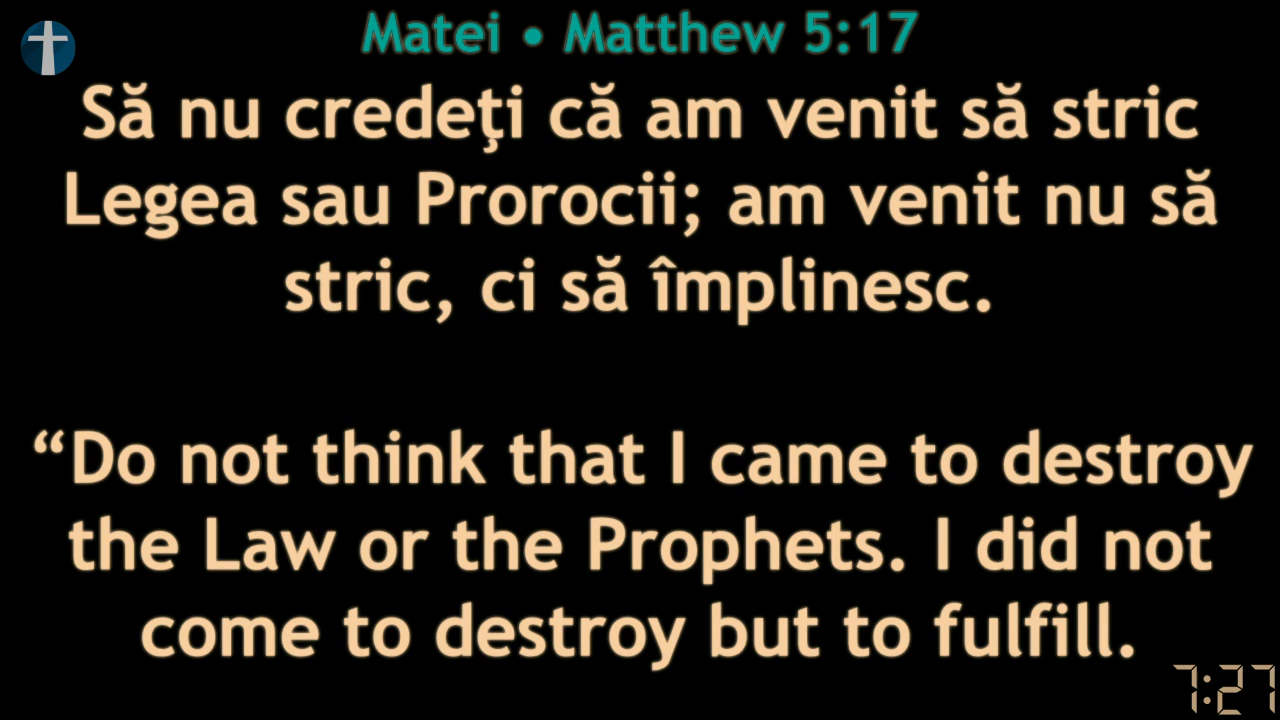 Matei • Matthew 5:17
Să nu credeţi că am venit să stric
Legea sau Prorocii; am venit nu să
stric, ci să împlinesc.
“Do not think that I came to destroy
the Law or the Prophets. I did not
come to destroy but to fulfill.
7:27